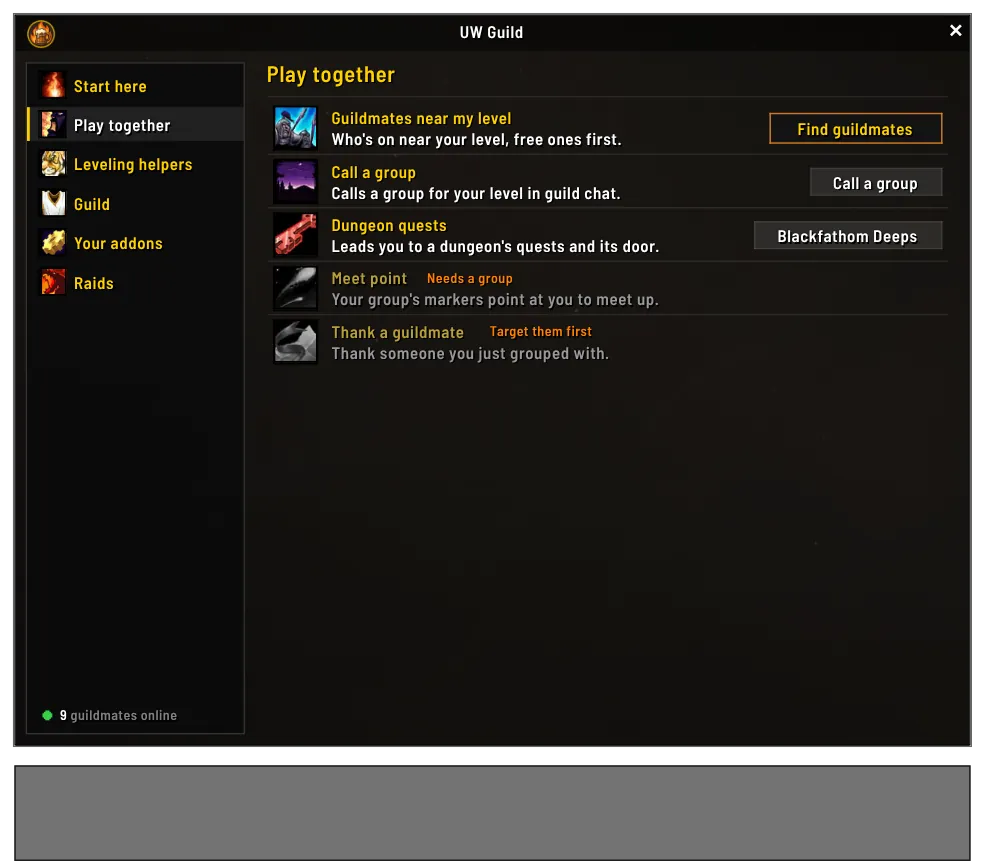 UW Guild
Start here
Play together
Leveling helpers
Guild
Your addons
Raids
9 guildmates online
Play together
Guildmates near my level
Who's on near your level, free ones first.
Find guildmates
Call a group
Calls a group for your level in guild chat.
Call a group
Dungeon quests
Leads you to a dungeon's quests and its door.
Blackfathom Deeps
Meet point Needs a group
Your group's markers point at you to meet up.
Thank a guildmate Target them first
Thank someone you just grouped with.